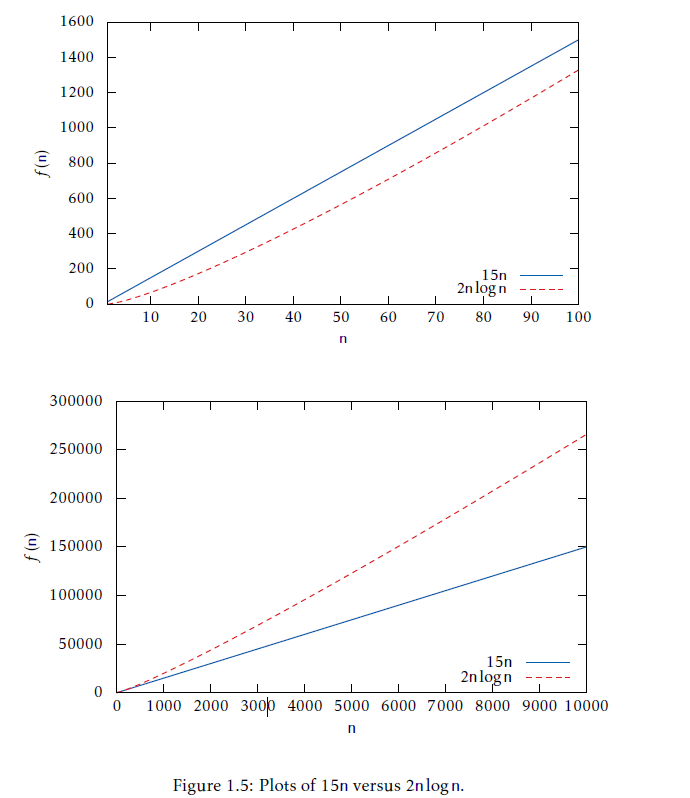 1600
1400
1200
1000
800
600
400
200
0
f (n)
15n
2n log n
10 20 30 40 50 60 70 80 90 100
n
300000
250000
200000
150000
100000
50000
0
f (n)
15n
2n log n
0 1000 2000 3000 4000 5000 6000 7000 8000 9000 10000
n
Figure 1.5: Plots of 15n versus 2n log n.